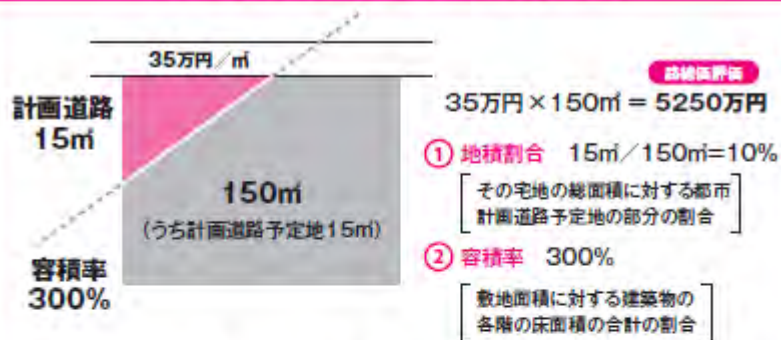 35万円／㎡
計画道路
15㎡
150㎡
(うち計画道路予定地15㎡)
容積率
300%
路線価評価
35万円×150㎡＝5250万円
① 地積割合 15㎡／150㎡=10%
その宅地の総面積に対する都市
計画道路予定地の部分の割合
② 容積率 300%
敷地面積に対する建築物の
各階の床面積の合計の割合